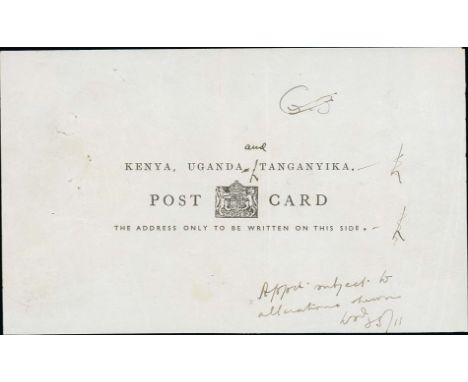 and
KENYA, UGANDA, TANGANYIKA.
POST CARD
THE ADDRESS ONLY TO BE WRITTEN ON THIS SIDE.
Appd. subject to
alterations shewn